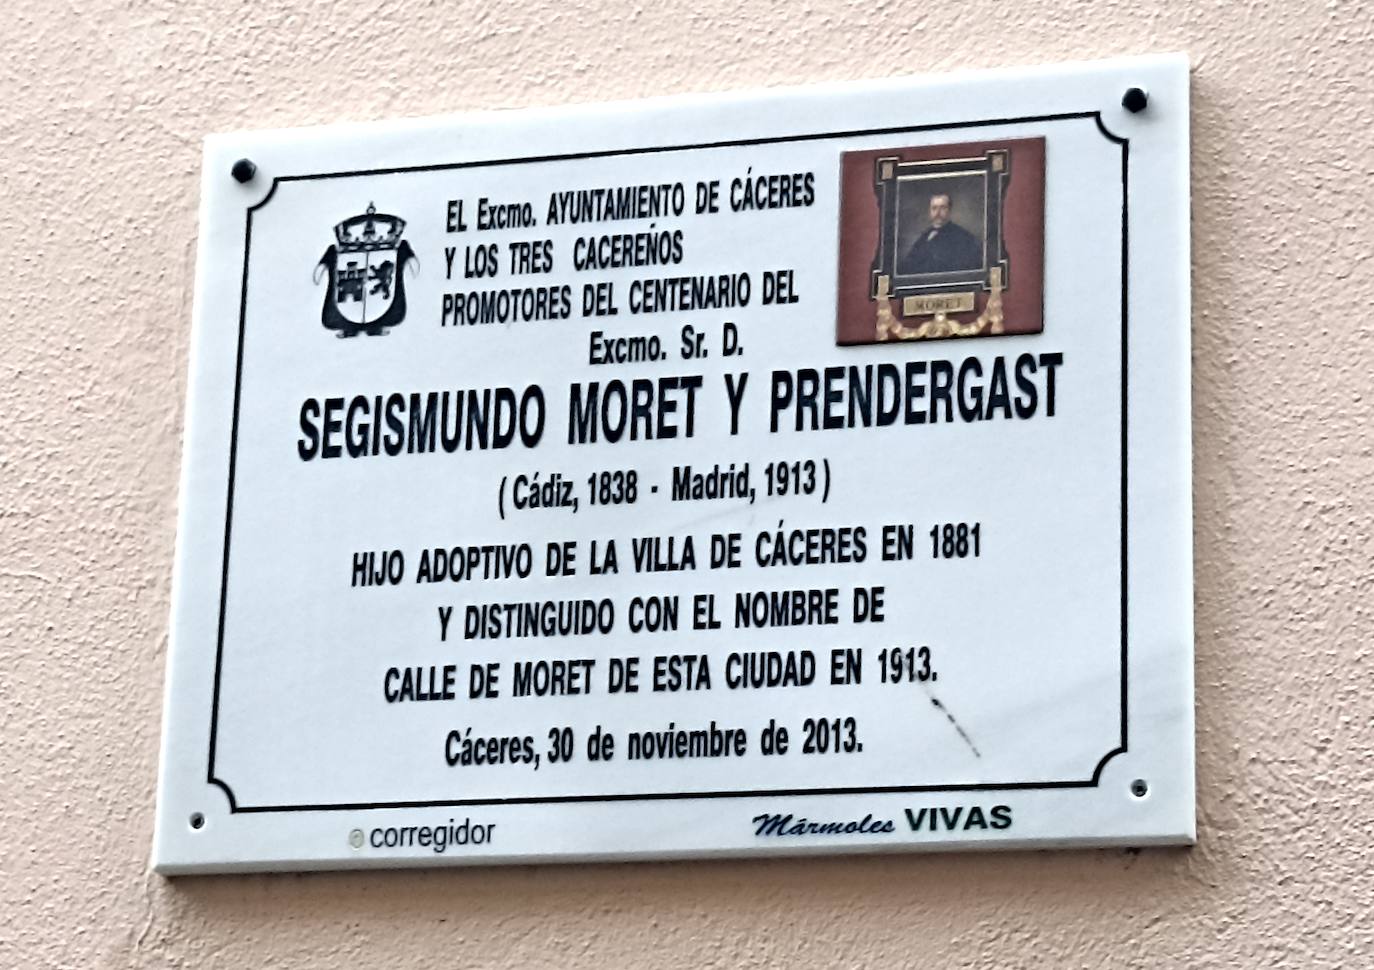 EL Excmo. AYUNTAMIENTO DE CÁCERES
Y LOS TRES CACEREÑOS
PROMOTORES DEL CENTENARIO DEL
Excmo. Sr. D.
MORET
SEGISMUNDO MORET Y PRENDERGAST
(Cádiz, 1838 - Madrid, 1913)
HIJO ADOPTIVO DE LA VILLA DE CÁCERES EN 1881
Y DISTINGUIDO CON EL NOMBRE DE
CALLE DE MORET DE ESTA CIUDAD EN 1913.
Cáceres, 30 de noviembre de 2013.
corregidor
Mármoles VIVAS